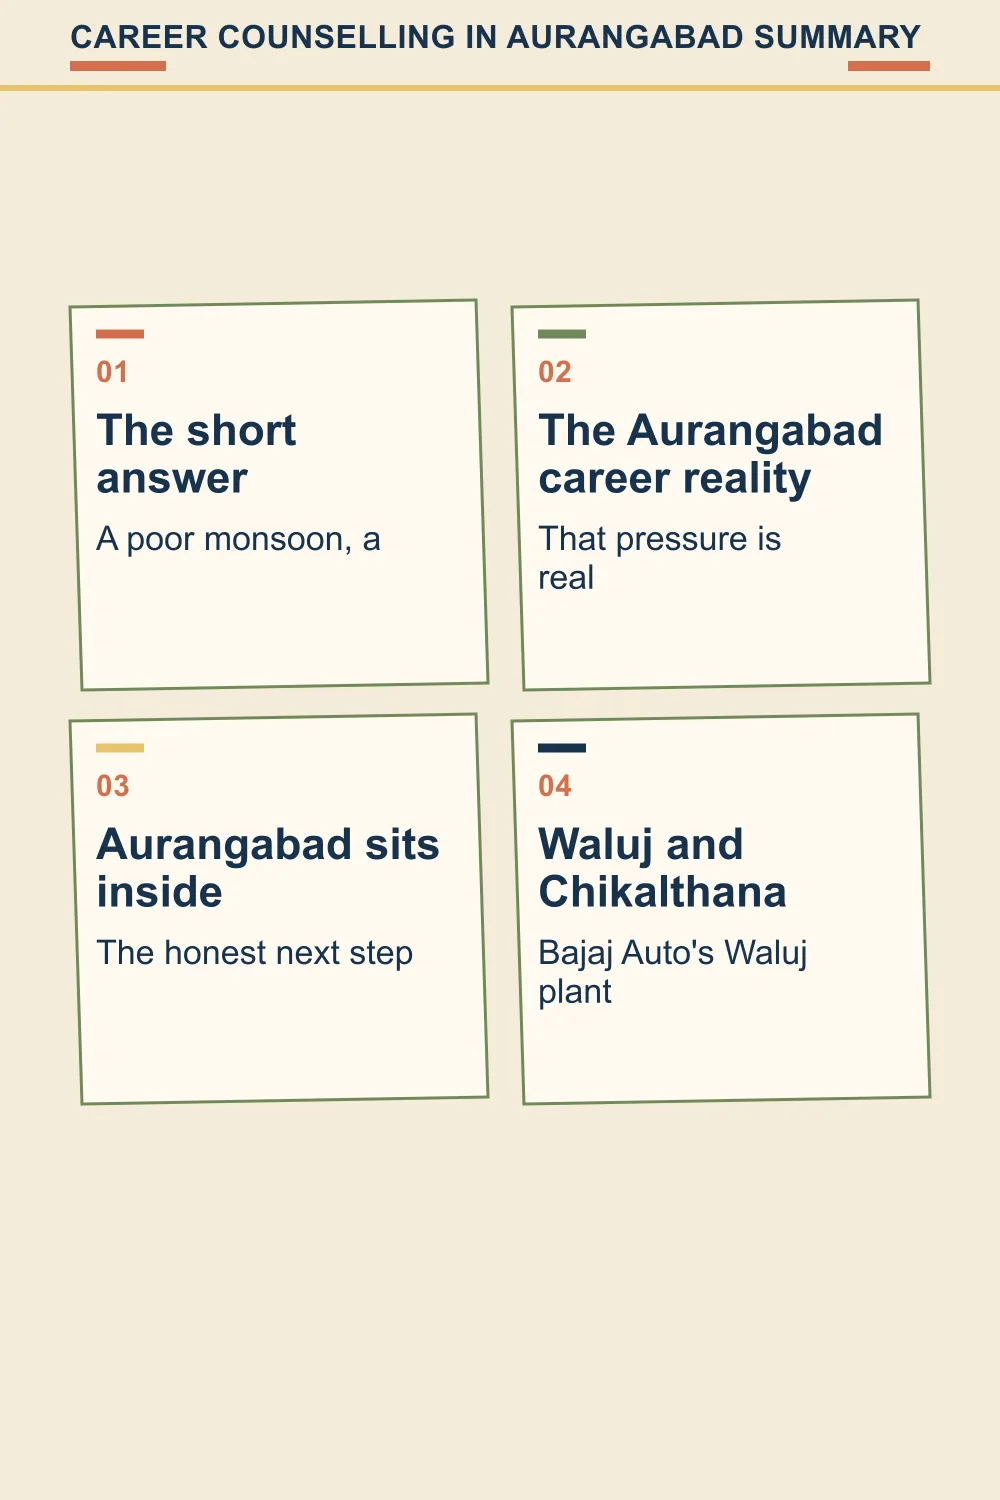 CAREER COUNSELLING IN AURANGABAD SUMMARY
01
The short
answer
A poor monsoon, a
02
The Aurangabad
career reality
That pressure is
real
03
Aurangabad sits
inside
The honest next step
04
Waluj and
Chikalthana
Bajaj Auto's Waluj
plant